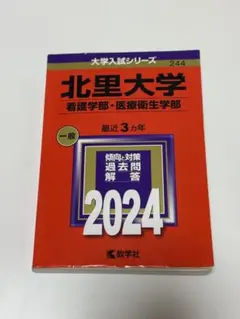 大学入試シリーズ
244
北里大学
看護学部・医療衛生学部
最近3カ年
一般
傾向と対策
過去問
解答
2024
教学社